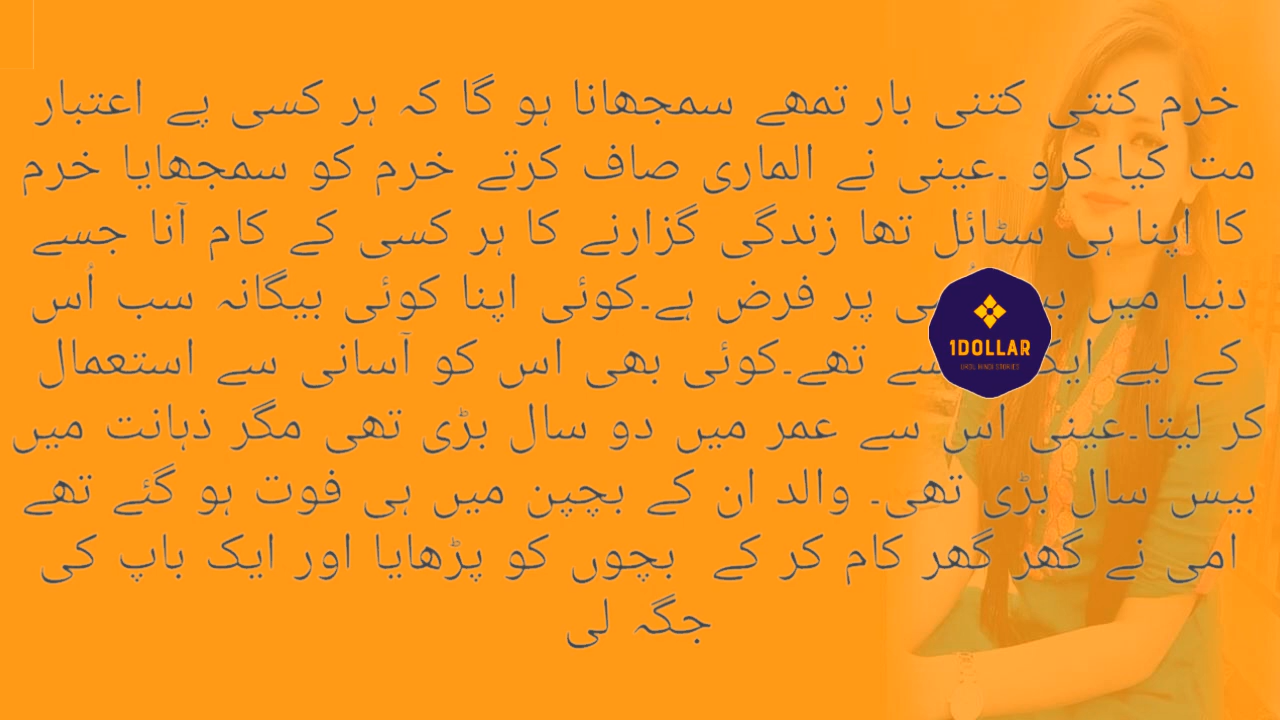 خرم کنتی کتنی بار تمھے سمجھانا ہو گا کہ ہر کسی پے اعتبار
مت کیا کرو ۔عینی نے الماری صاف کرتے خرم کو سمجھایا خرم
کا اپنا ہی سٹائل تھا زندگی گزارنے کا ہر کسی کے کام آنا جسے
دنیا میں پر فرض ہے۔کوئی اپنا کوئی بیگانہ سب اُس
کے لیے تھے۔کوئی بھی اس کو آسانی سے استعمال
کر لیتا۔عینی اس سے عمر میں دو سال بڑی تھی مگر ذہانت میں
بیس سال بڑی تھی۔ والد ان کے بچپن میں ہی فوت ہو گئے تھے
امی نے گھر گھر کام کر کے بچوں کو پڑھایا اور ایک باپ کی
جگہ لی
1DOLLAR
URDU, HINDI STORIES